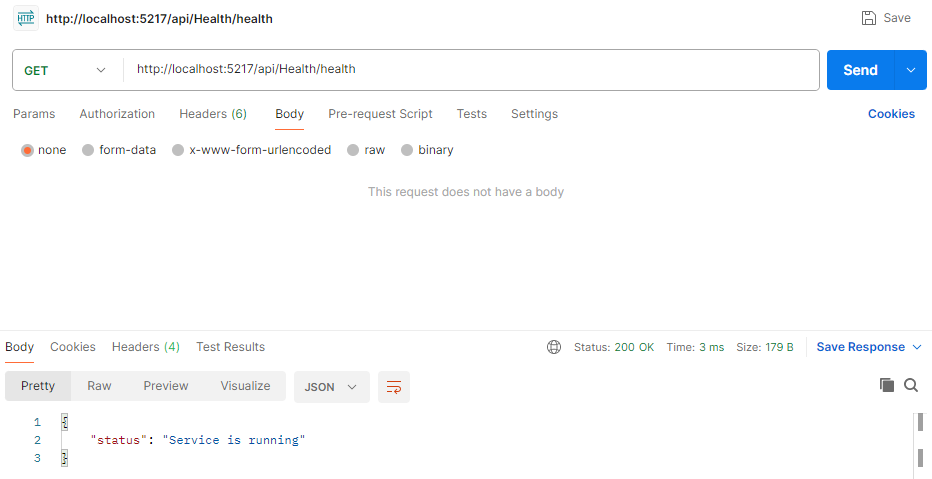 HTTP http://localhost:5217/api/Health/health Save
GET http://localhost:5217/api/Health/health Send
Params Authorization Headers (6) Body Pre-request Script Tests Settings Cookies
none form-data x-www-form-urlencoded raw binary
This request does not have a body
Body Cookies Headers (4) Test Results Status: 200 OK Time: 3 ms Size: 179 B Save Response
Pretty Raw Preview Visualize JSON
1 {
2 "status": "Service is running"
3 }